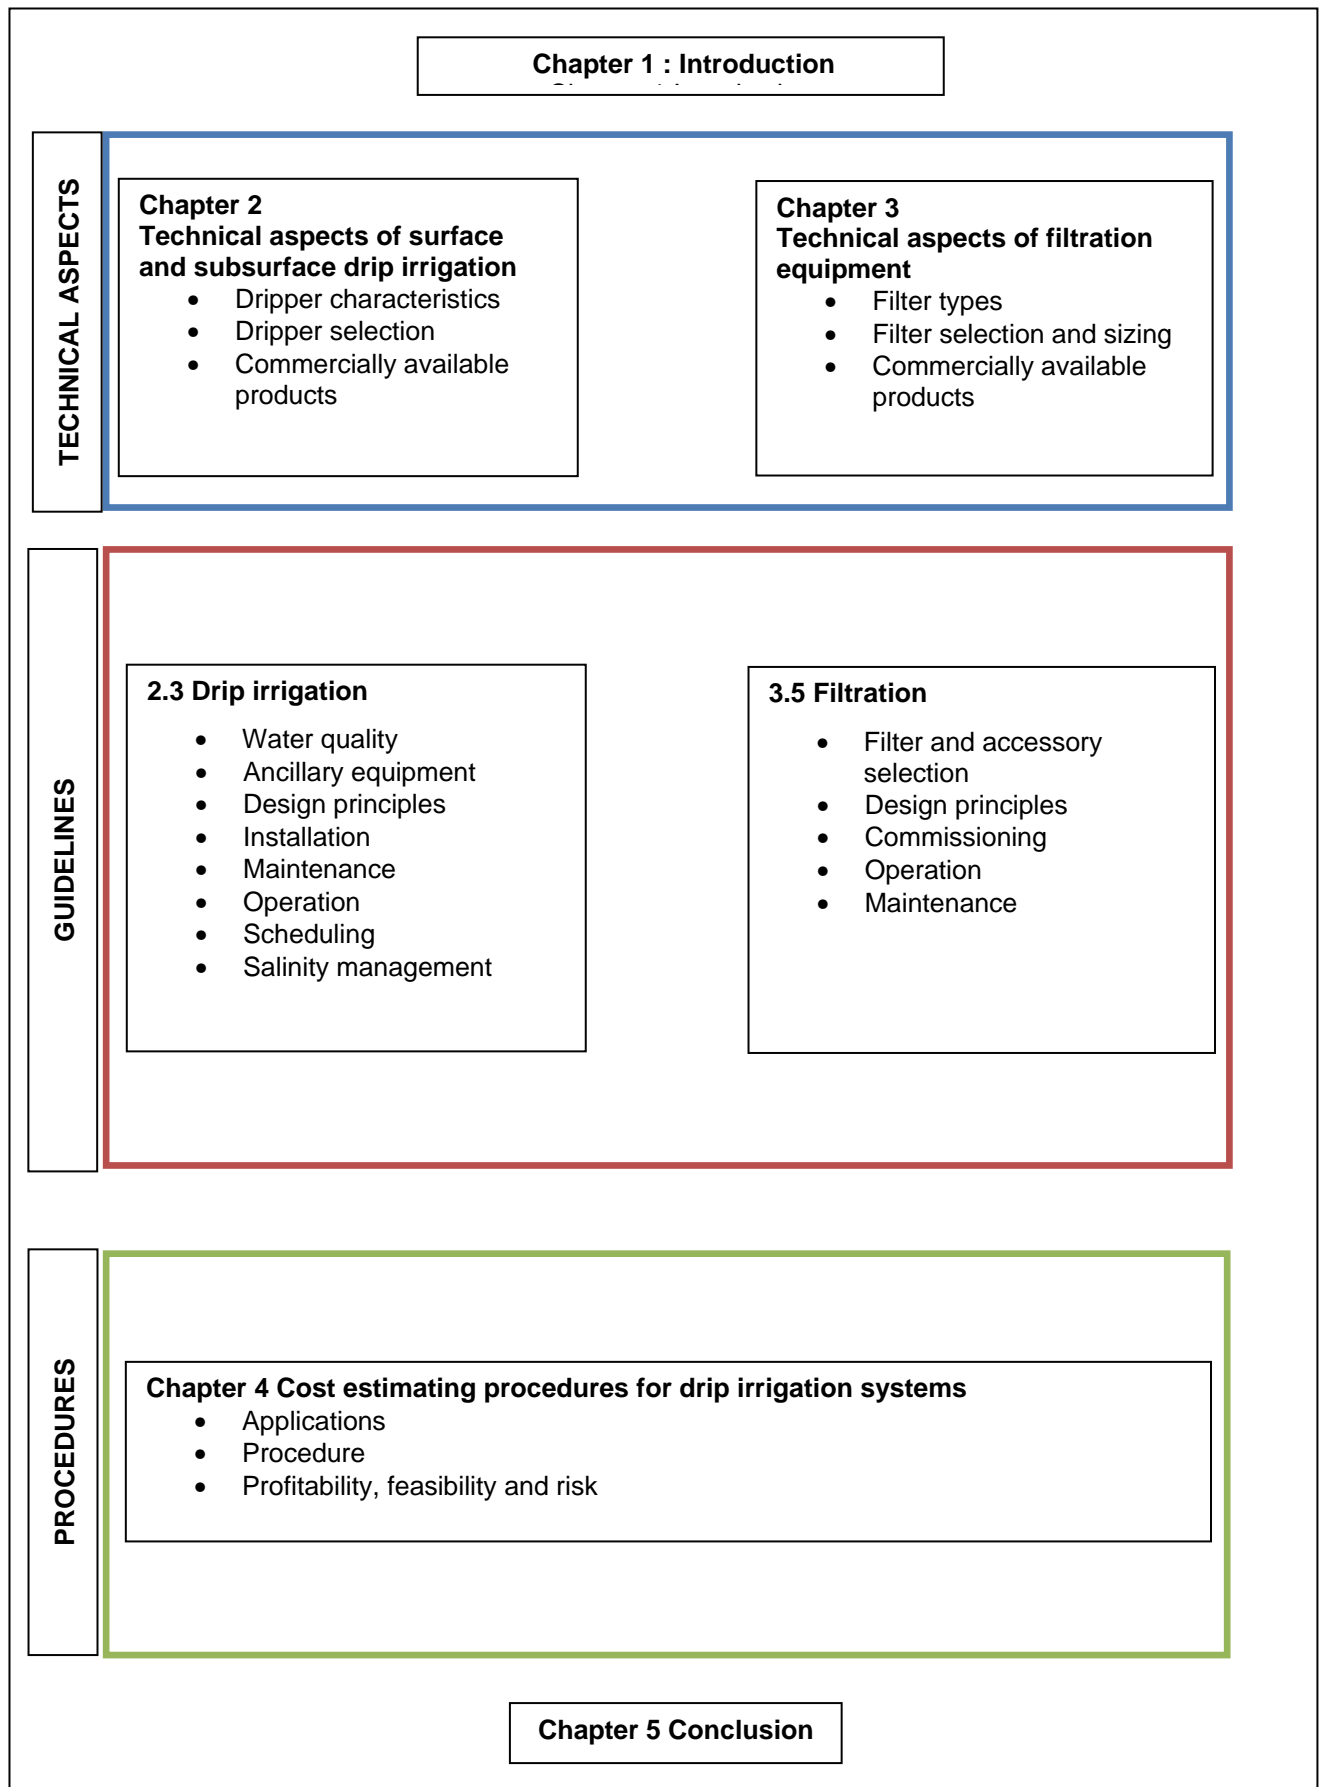 Chapter 1 : Introduction
TECHNICAL ASPECTS
Chapter 2
Technical aspects of surface
and subsurface drip irrigation
• Dripper characteristics
• Dripper selection
• Commercially available
products
Chapter 3
Technical aspects of filtration
equipment
• Filter types
• Filter selection and sizing
• Commercially available
products
GUIDELINES
2.3 Drip irrigation
• Water quality
• Ancillary equipment
• Design principles
• Installation
• Maintenance
• Operation
• Scheduling
• Salinity management
3.5 Filtration
• Filter and accessory
selection
• Design principles
• Commissioning
• Operation
• Maintenance
PROCEDURES
Chapter 4 Cost estimating procedures for drip irrigation systems
• Applications
• Procedure
• Profitability, feasibility and risk
Chapter 5 Conclusion